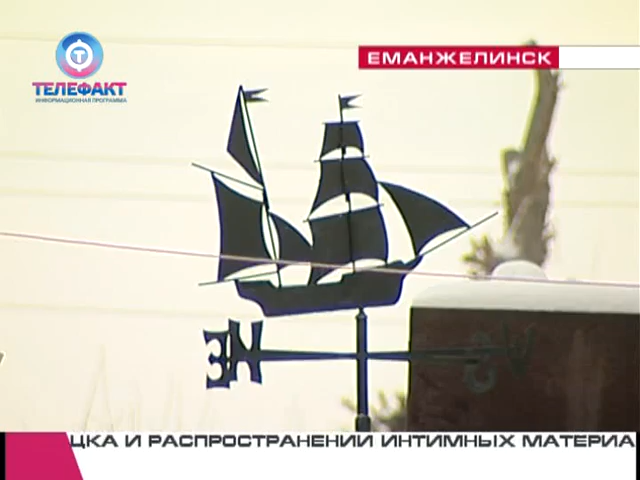 ТЕЛЕФАКТ
ИНФОРМАЦИОННАЯ ПРОГРАММА
ЕМАНЖЕЛИНСК
ЦКА И РАСПРОСТРАНЕНИИ ИНТИМНЫХ МАТЕРИА